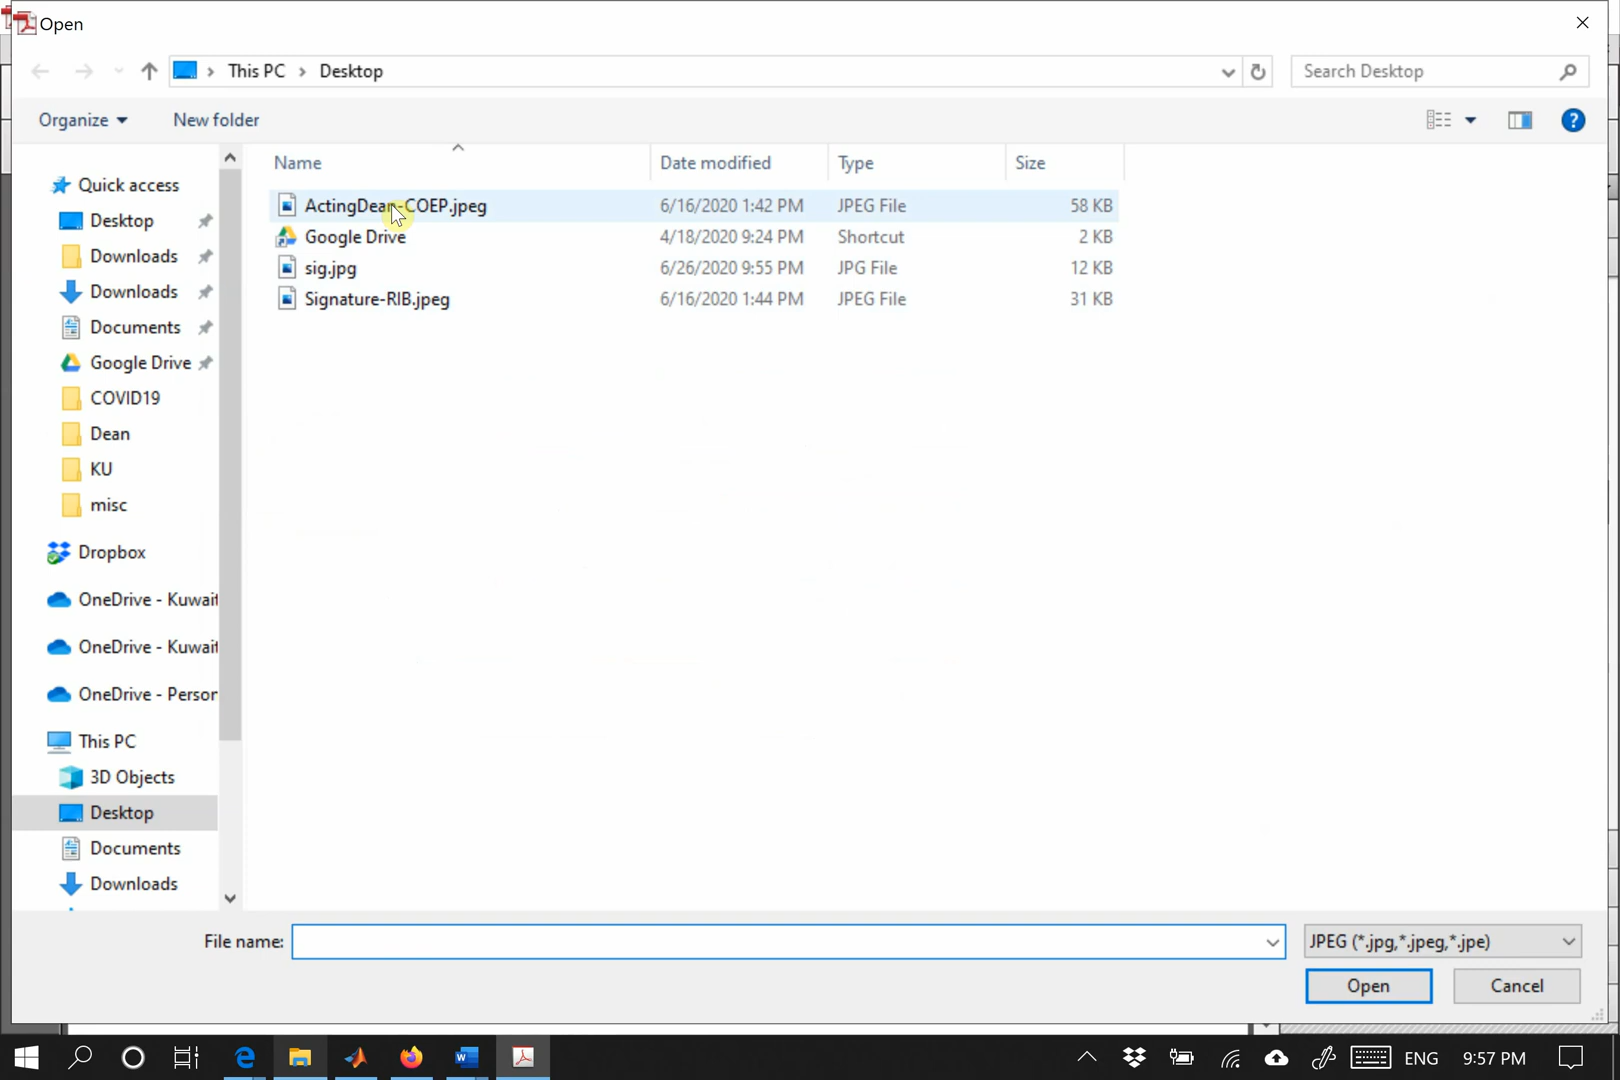 Open
This PC > Desktop
Search Desktop
Organize
New folder
Name
Date modified
Type
Size
ActingDean-COEP.jpeg 6/16/2020 1:42 PM JPEG File 58 KB
Google Drive 4/18/2020 9:24 PM Shortcut 2 KB
sig.jpg 6/26/2020 9:55 PM JPG File 12 KB
Signature-RIB.jpeg 6/16/2020 1:44 PM JPEG File 31 KB
Quick access
Desktop
Downloads
Downloads
Documents
Google Drive
COVID19
Dean
KU
misc
Dropbox
OneDrive - Kuwait
OneDrive - Kuwait
OneDrive - Person
This PC
3D Objects
Desktop
Documents
Downloads
File name:
JPEG (*.jpg,*.jpeg,*.jpe)
Open
Cancel
ENG
9:57 PM